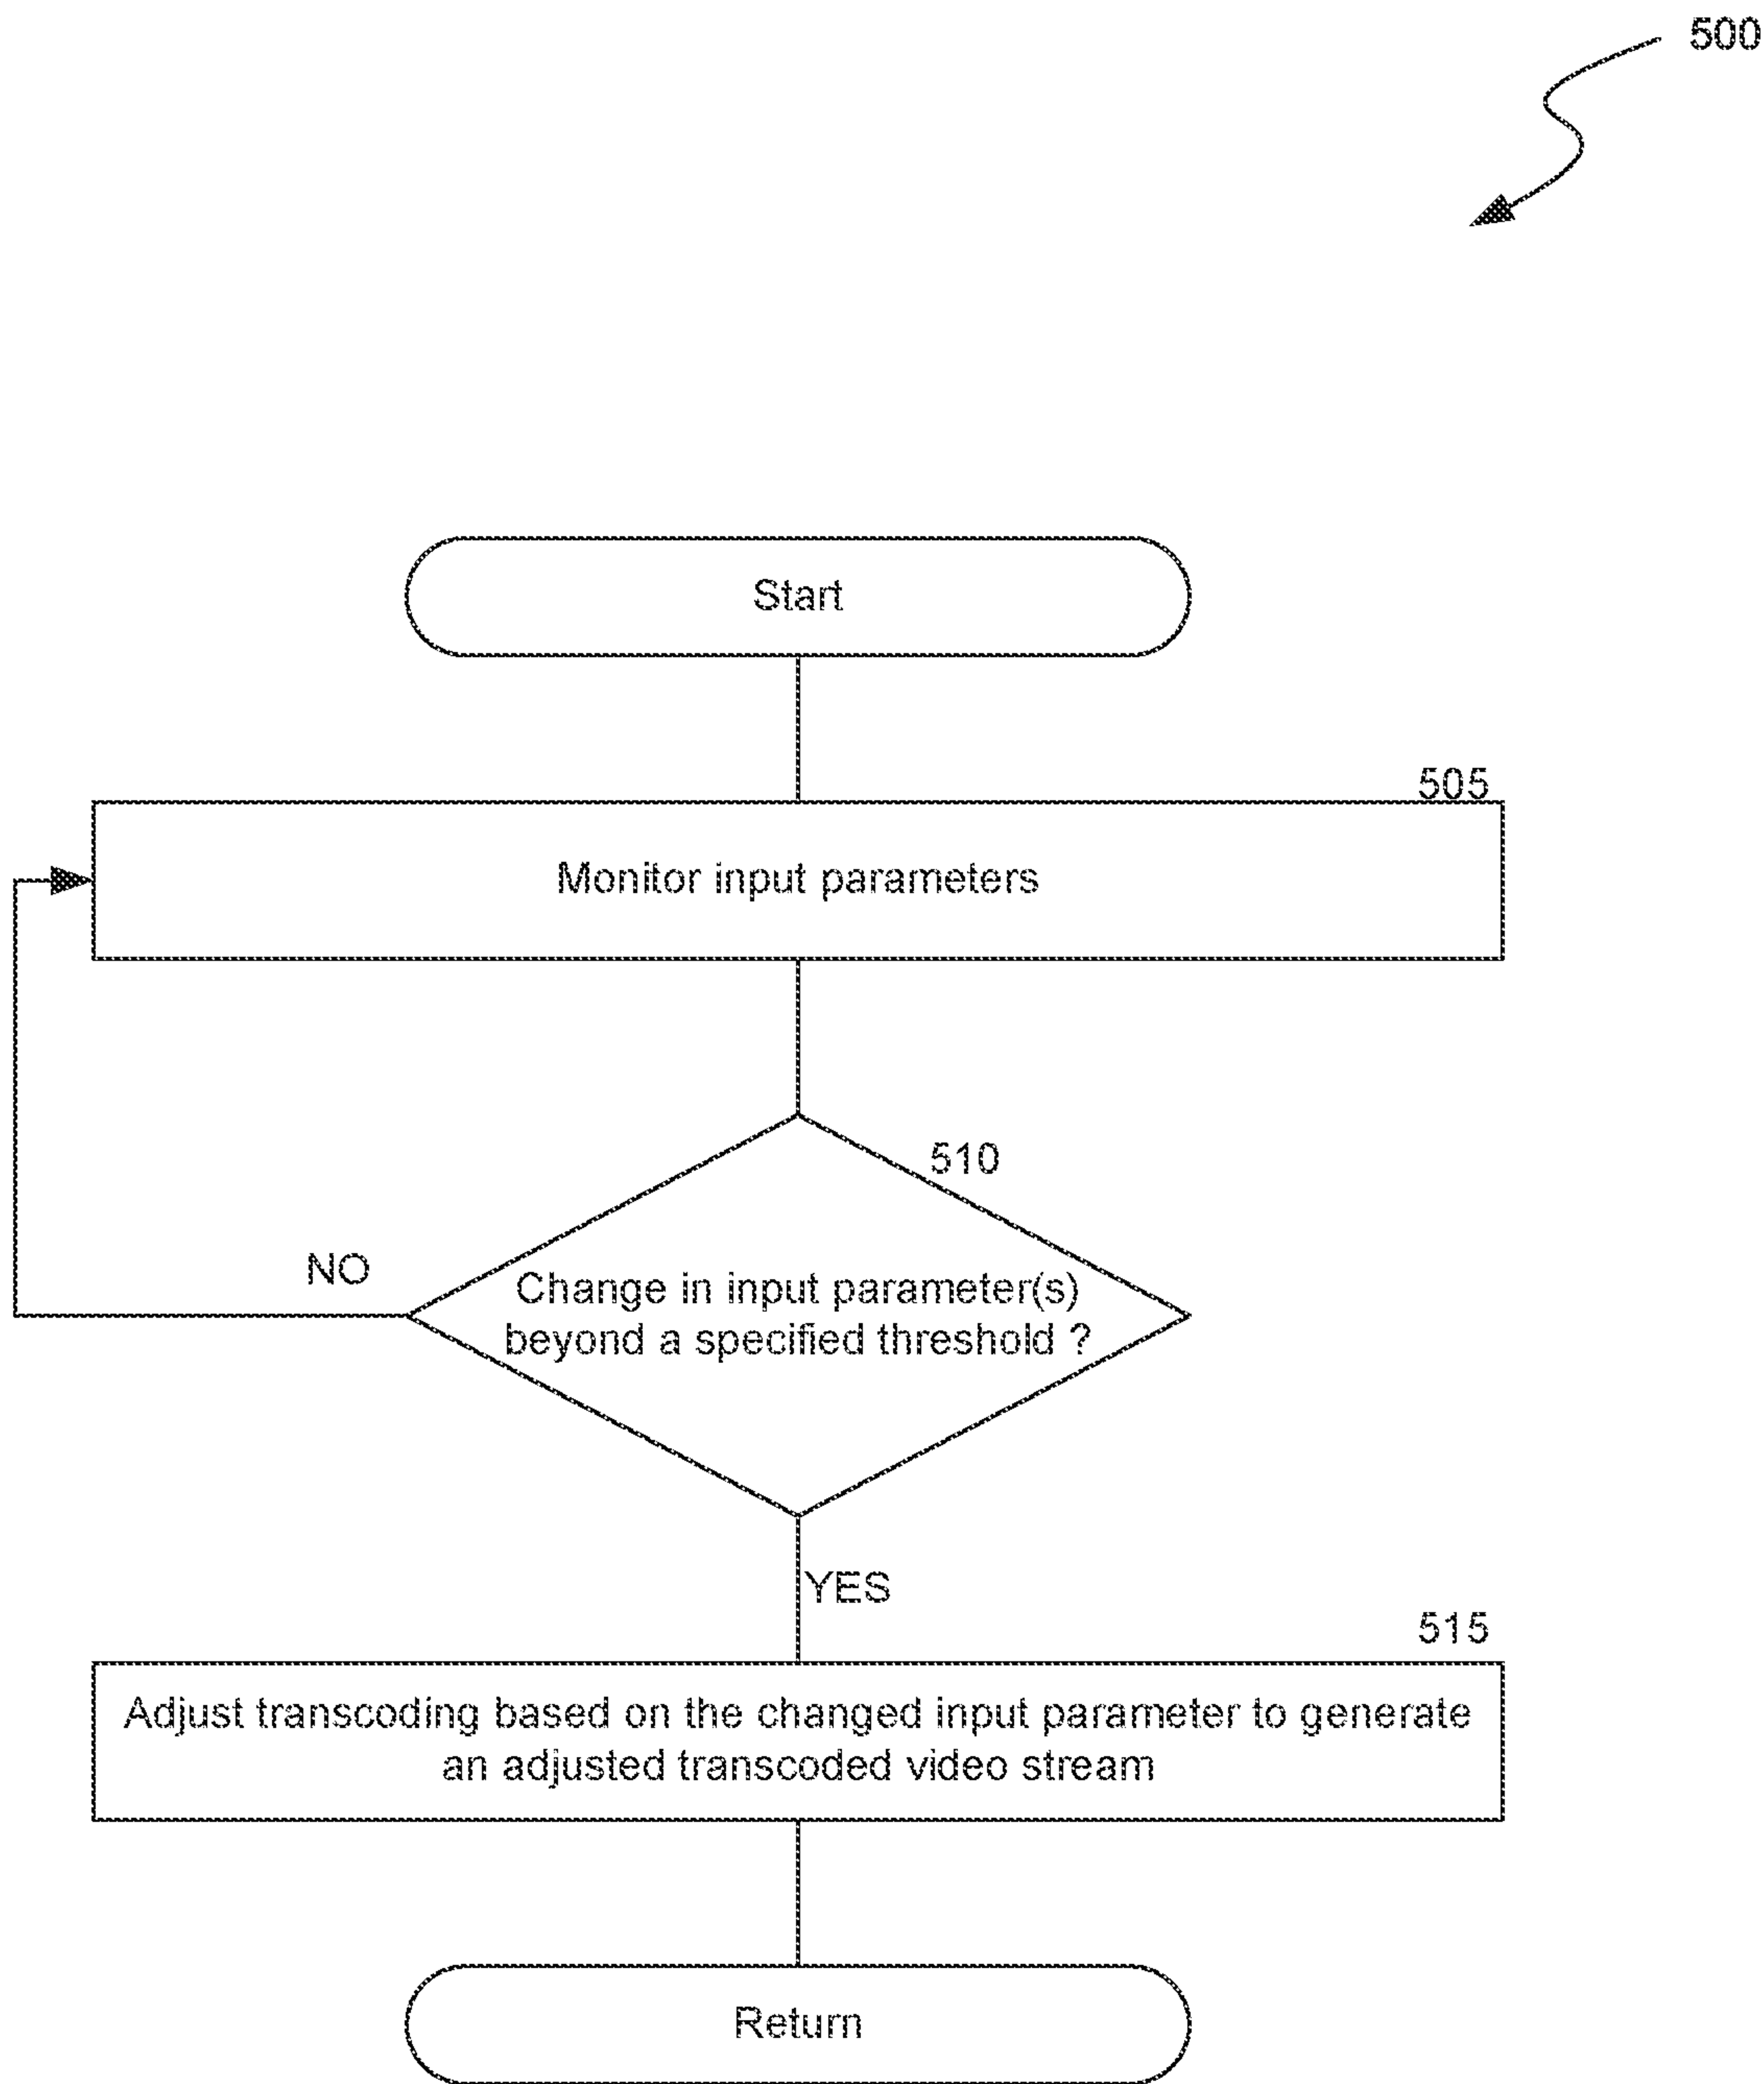 500
Start
505
Monitor input parameters
510
NO
Change in input parameter(s)
beyond a specified threshold ?
YES
515
Adjust transcoding based on the changed input parameter to generate
an adjusted transcoded video stream
Return